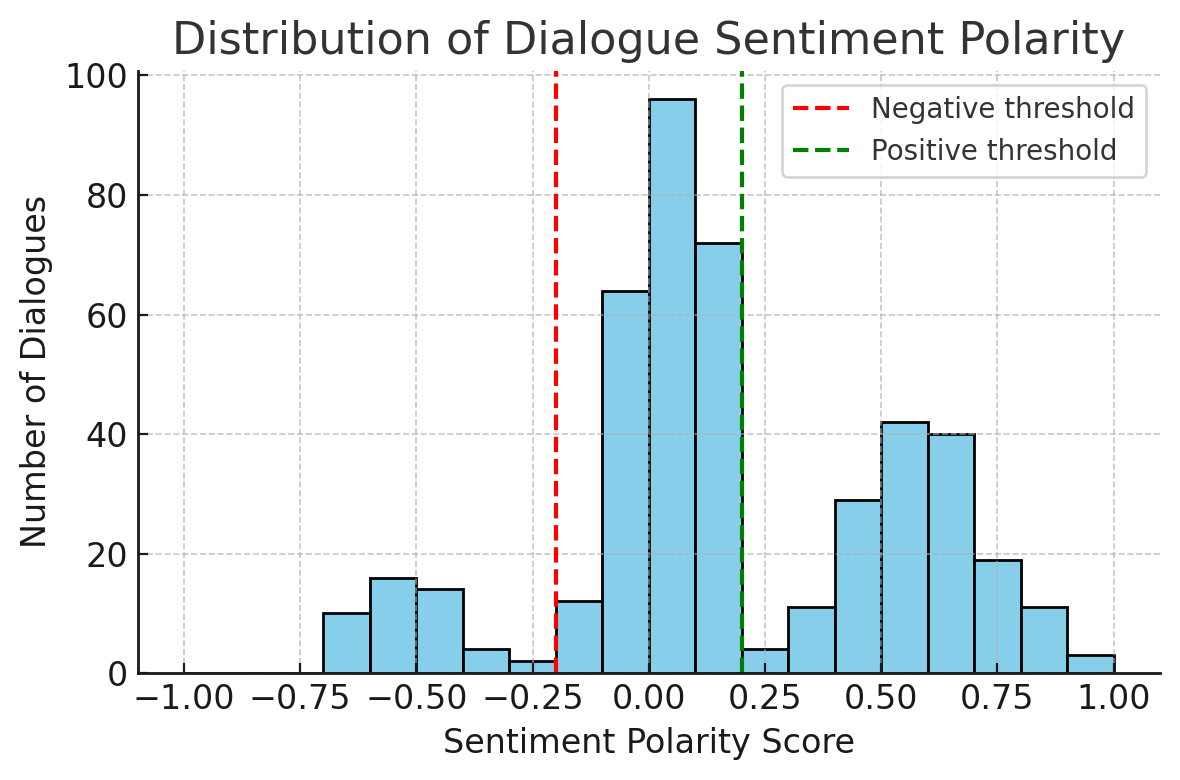 Distribution of Dialogue Sentiment Polarity
Negative threshold
Positive threshold
Number of Dialogues
100
80
60
40
20
0
−1.00 −0.75 −0.50 −0.25 0.00 0.25 0.50 0.75 1.00
Sentiment Polarity Score